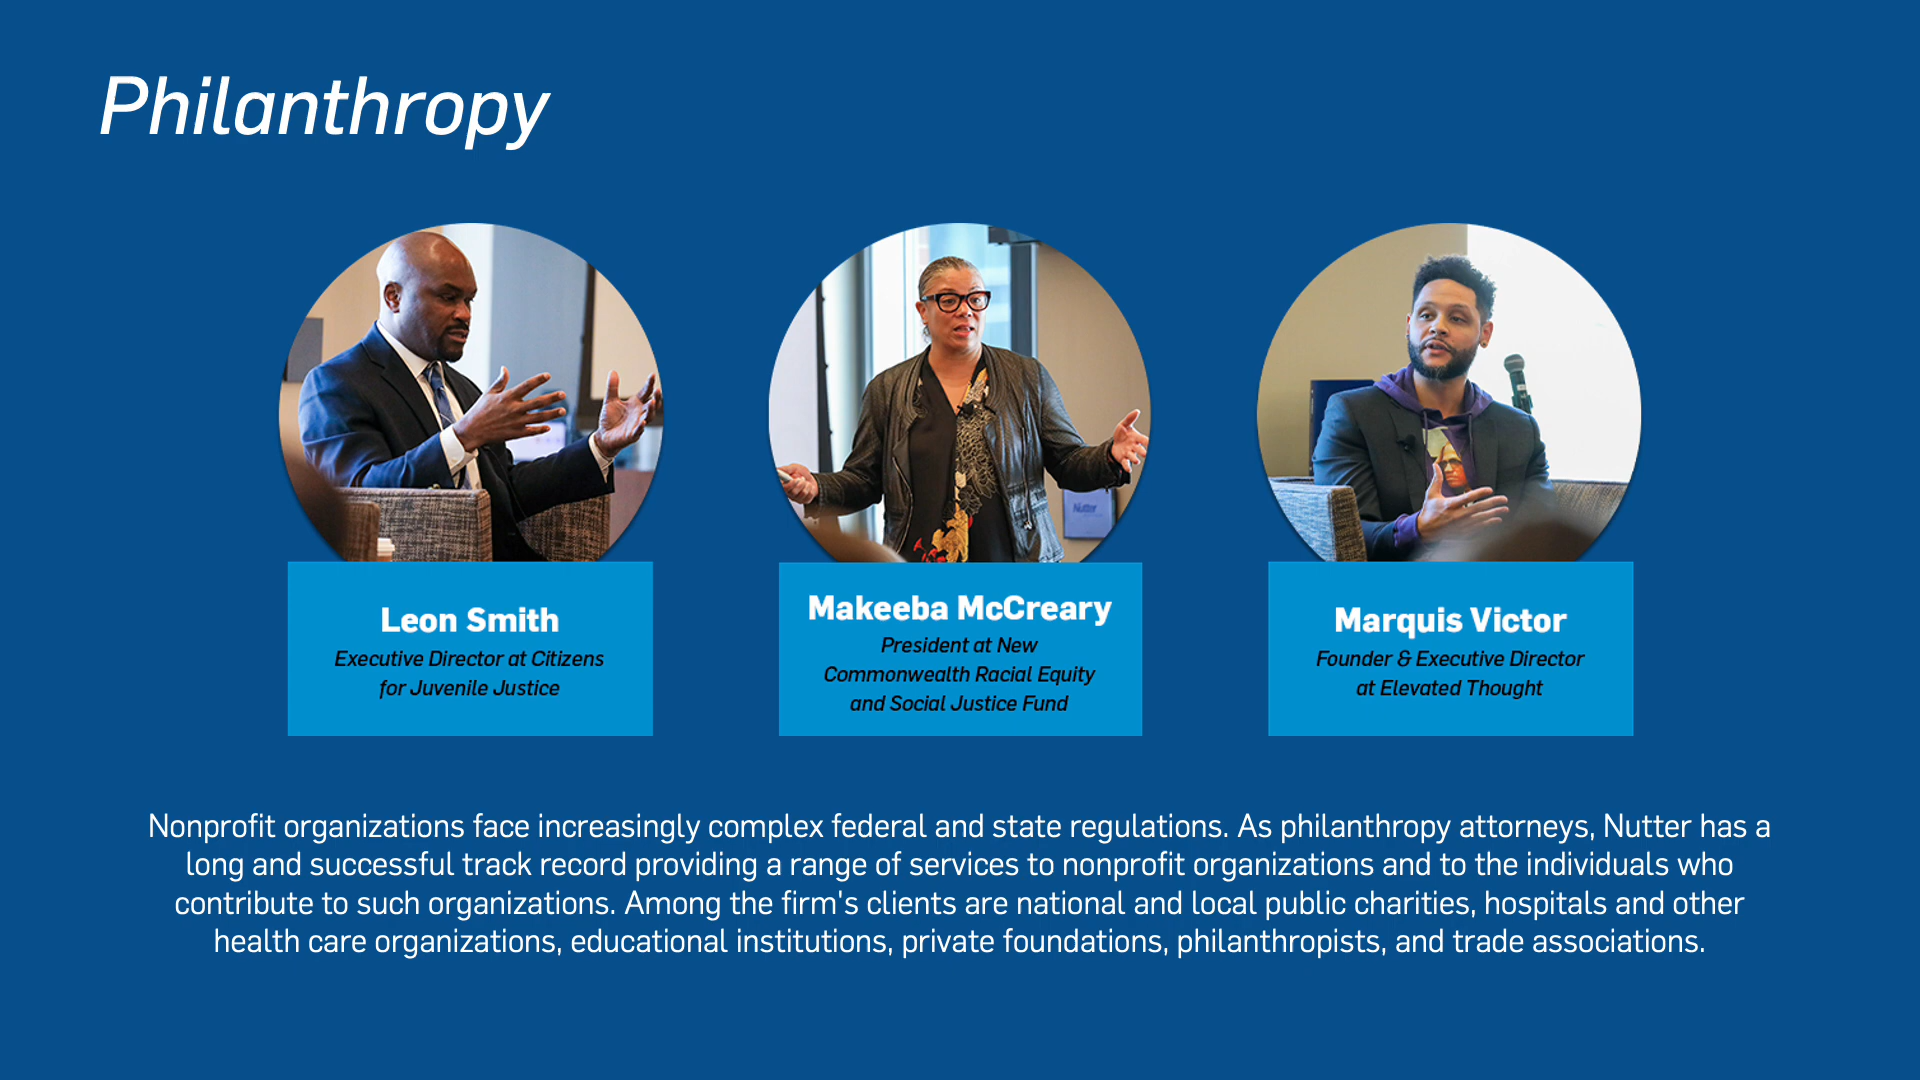 Philanthropy
Nutter
Leon Smith
Executive Director at Citizens
for Juvenile Justice
Makeeba McCreary
President at New
Commonwealth Racial Equity
and Social Justice Fund
Marquis Victor
Founder & Executive Director
at Elevated Thought
Nonprofit organizations face increasingly complex federal and state regulations. As philanthropy attorneys, Nutter has a
long and successful track record providing a range of services to nonprofit organizations and to the individuals who
contribute to such organizations. Among the firm's clients are national and local public charities, hospitals and other
health care organizations, educational institutions, private foundations, philanthropists, and trade associations.